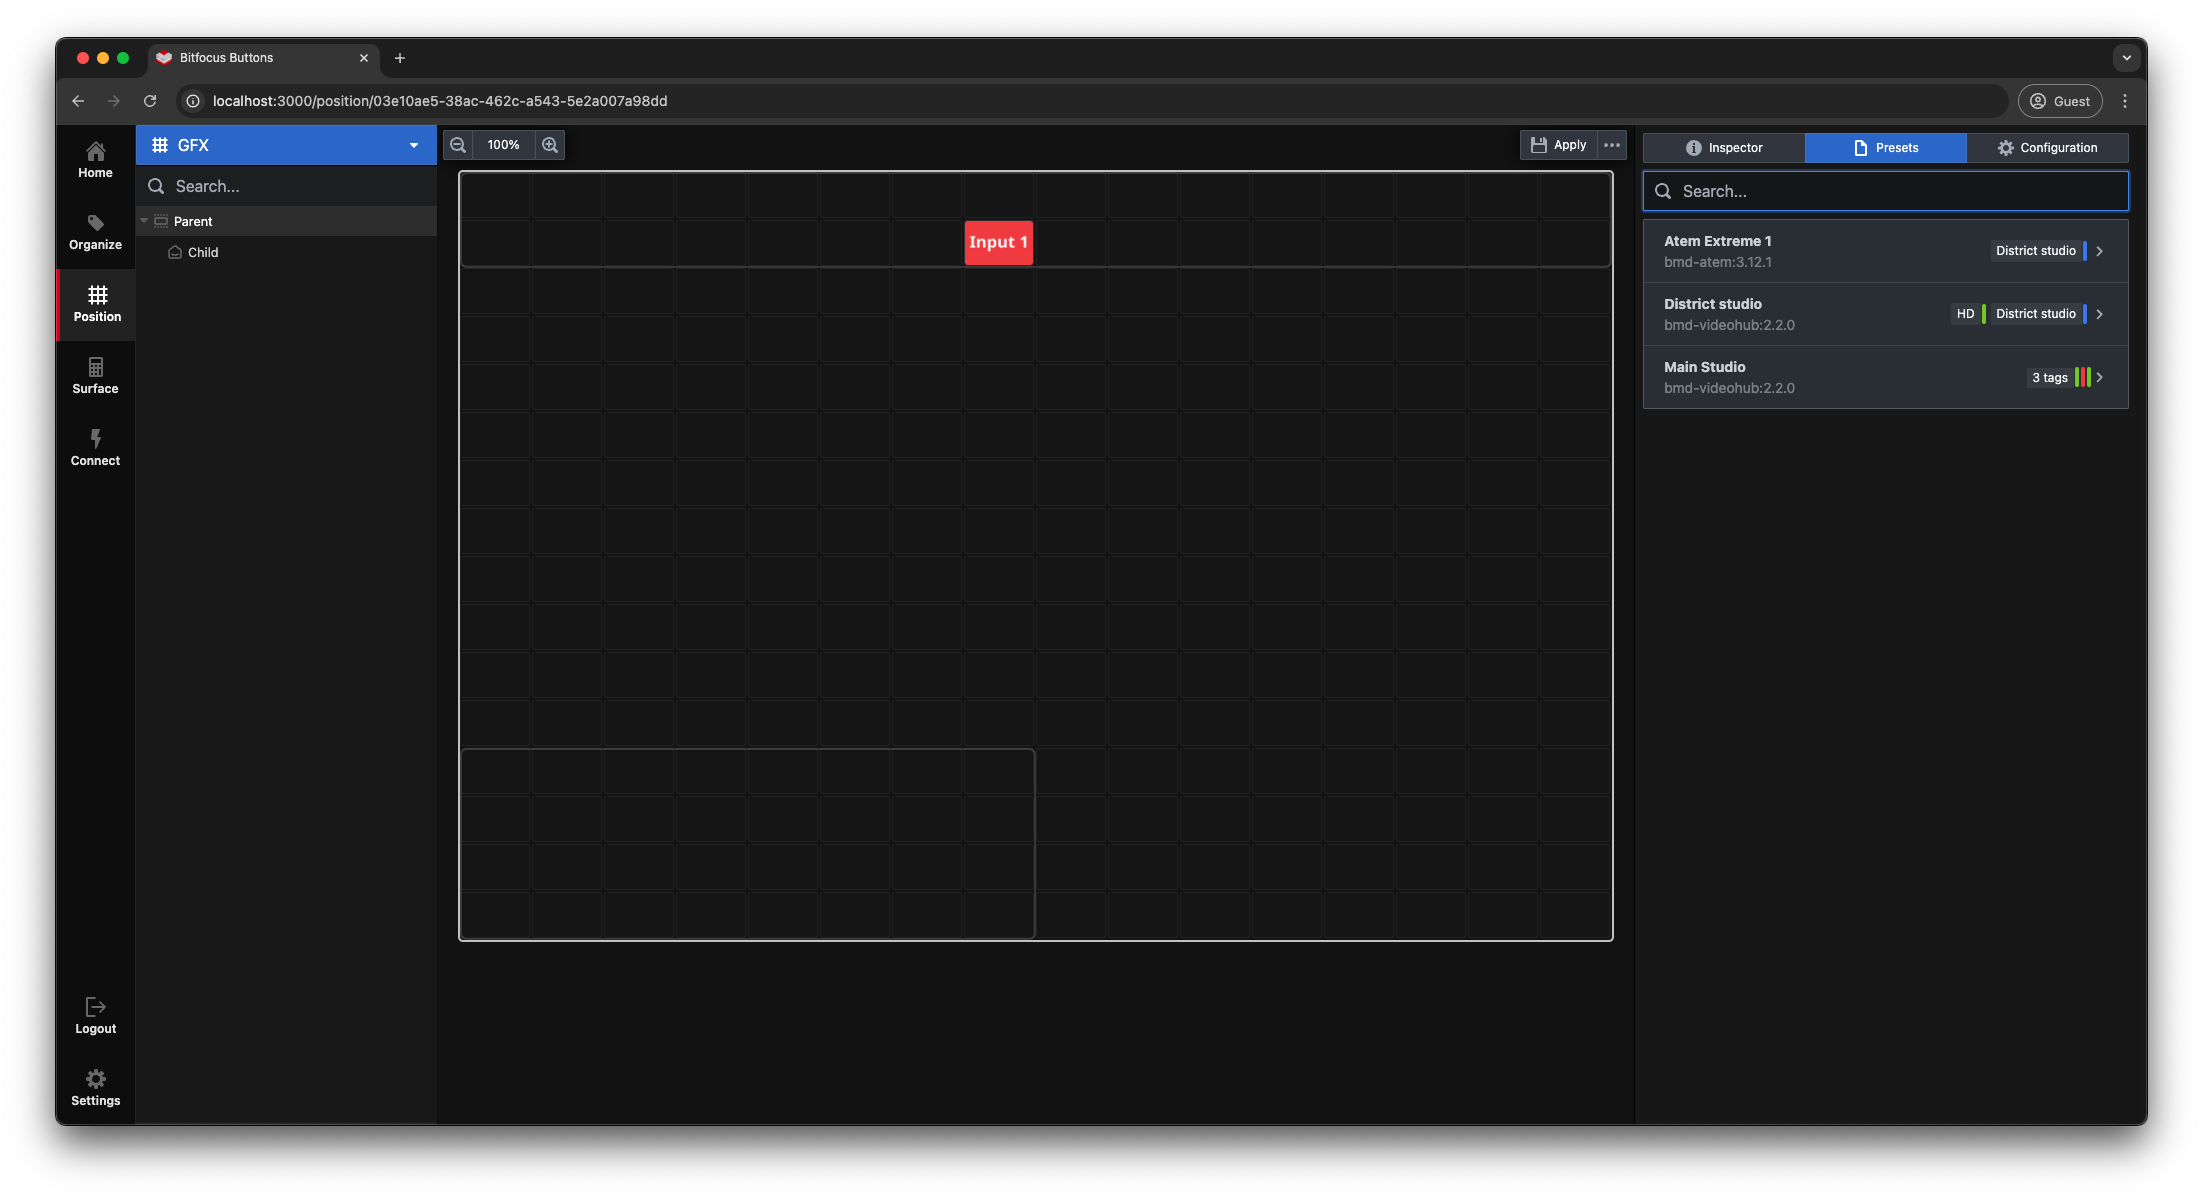 Bitfocus Buttons
localhost:3000/position/03e10ae5-38ac-462c-a543-5e2a007a98dd
Guest
Home
Organize
Position
Surface
Connect
Logout
Settings
GFX
Search...
Parent
Child
100%
Apply
Input 1
Inspector
Presets
Configuration
Search...
Atem Extreme 1
bmd-atem:3.12.1
District studio
District studio
bmd-videohub:2.2.0
HD
District studio
Main Studio
bmd-videohub:2.2.0
3 tags